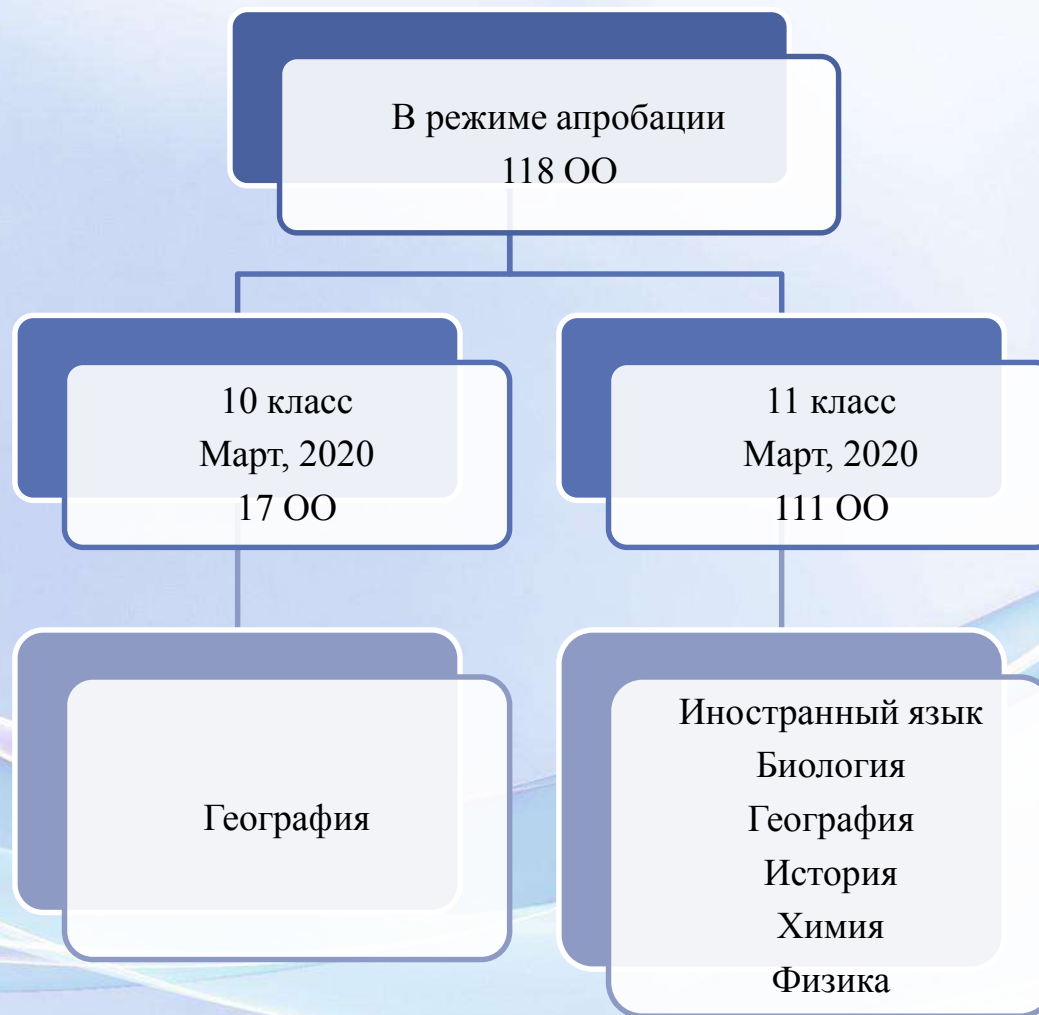 В режиме апробации
118 ОО
10 класс
Март, 2020
17 ОО
11 класс
Март, 2020
111 ОО
География
Иностранный язык
Биология
География
История
Химия
Физика